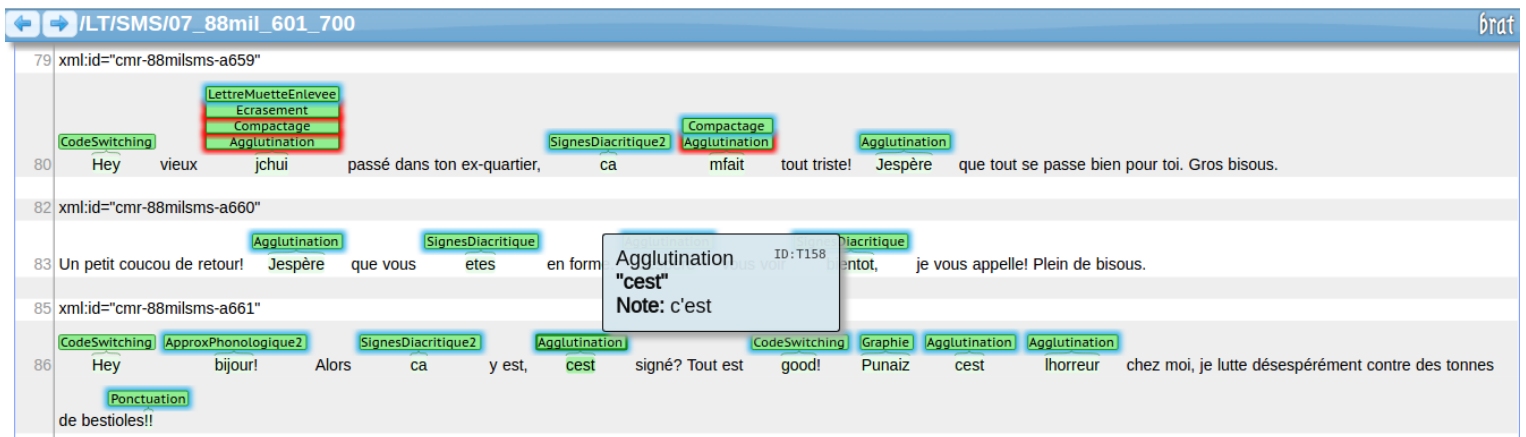 /LT/SMS/07_88mil_601_700 brat
79 xml:id="cmr-88milsms-a659"
LettreMuetteEnlevee
Ecrasement
Compactage Compactage
CodeSwitching Agglutination SignesDiacritique2 Agglutination Agglutination
80 Hey vieux jchui passé dans ton ex-quartier, ca mfait tout triste! Jespère que tout se passe bien pour toi. Gros bisous.
82 xml:id="cmr-88milsms-a660"
Agglutination SignesDiacritique Agglutination SignesDiacritique
83 Un petit coucou de retour! Jespère que vous etes en forme. vous voir bientot, je vous appelle! Plein de bisous.
Agglutination ID:T158
"cest"
Note: c'est
85 xml:id="cmr-88milsms-a661"
CodeSwitching ApproxPhonologique2 SignesDiacritique2 Agglutination CodeSwitching Graphie Agglutination Agglutination
86 Hey bijour! Alors ca y est, cest signé? Tout est good! Punaiz cest lhorreur chez moi, je lutte désespérément contre des tonnes
Ponctuation
de bestioles!!